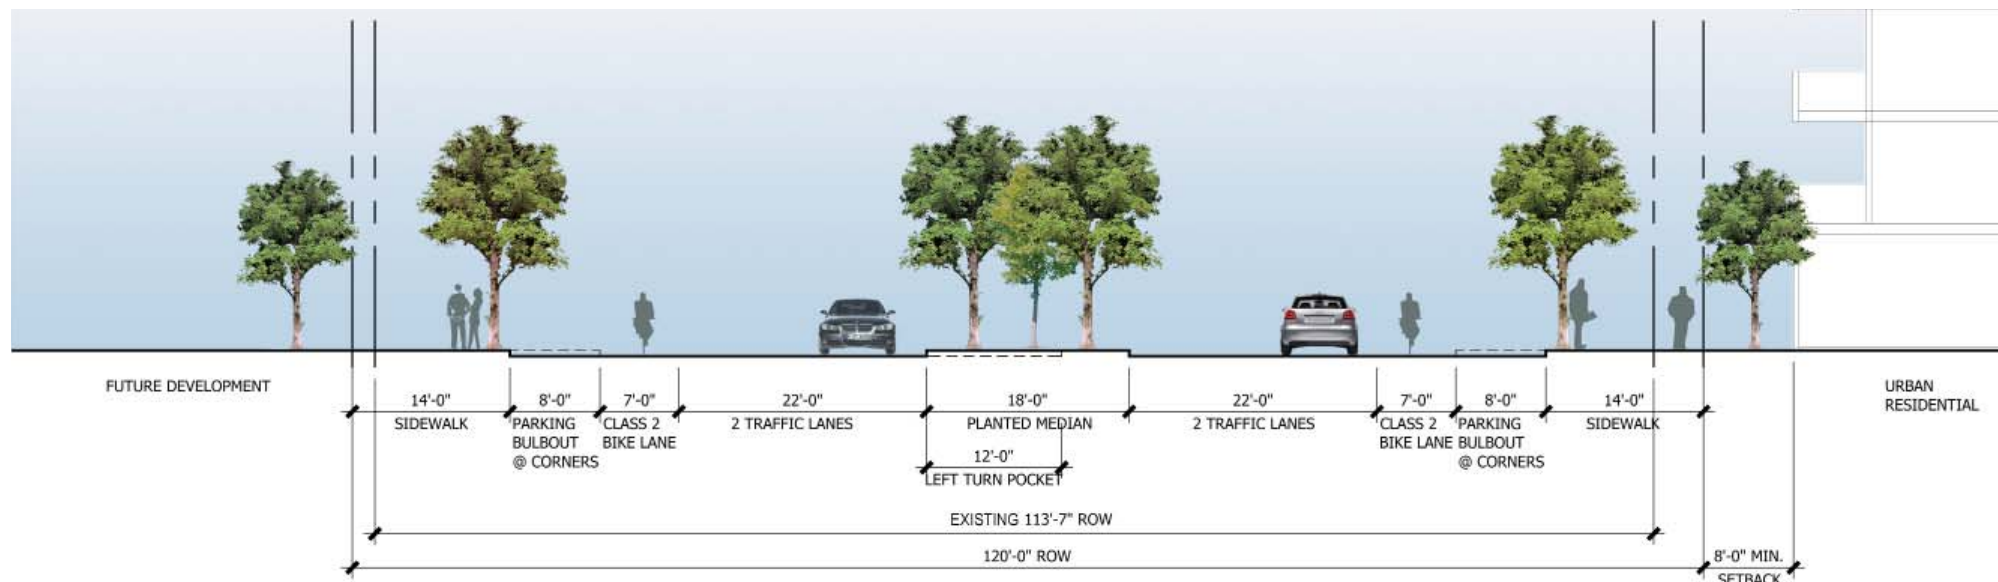 FUTURE DEVELOPMENT
URBAN
RESIDENTIAL
14'-0"
SIDEWALK
8'-0"
PARKING
BULBOUT
@ CORNERS
7'-0"
CLASS 2
BIKE LANE
22'-0"
2 TRAFFIC LANES
18'-0"
PLANTED MEDIAN
12'-0"
LEFT TURN POCKET
22'-0"
2 TRAFFIC LANES
7'-0"
CLASS 2
BIKE LANE
8'-0"
PARKING
BULBOUT
@ CORNERS
14'-0"
SIDEWALK
EXISTING 113'-7" ROW
120'-0" ROW
8'-0" MIN.
SETBACK